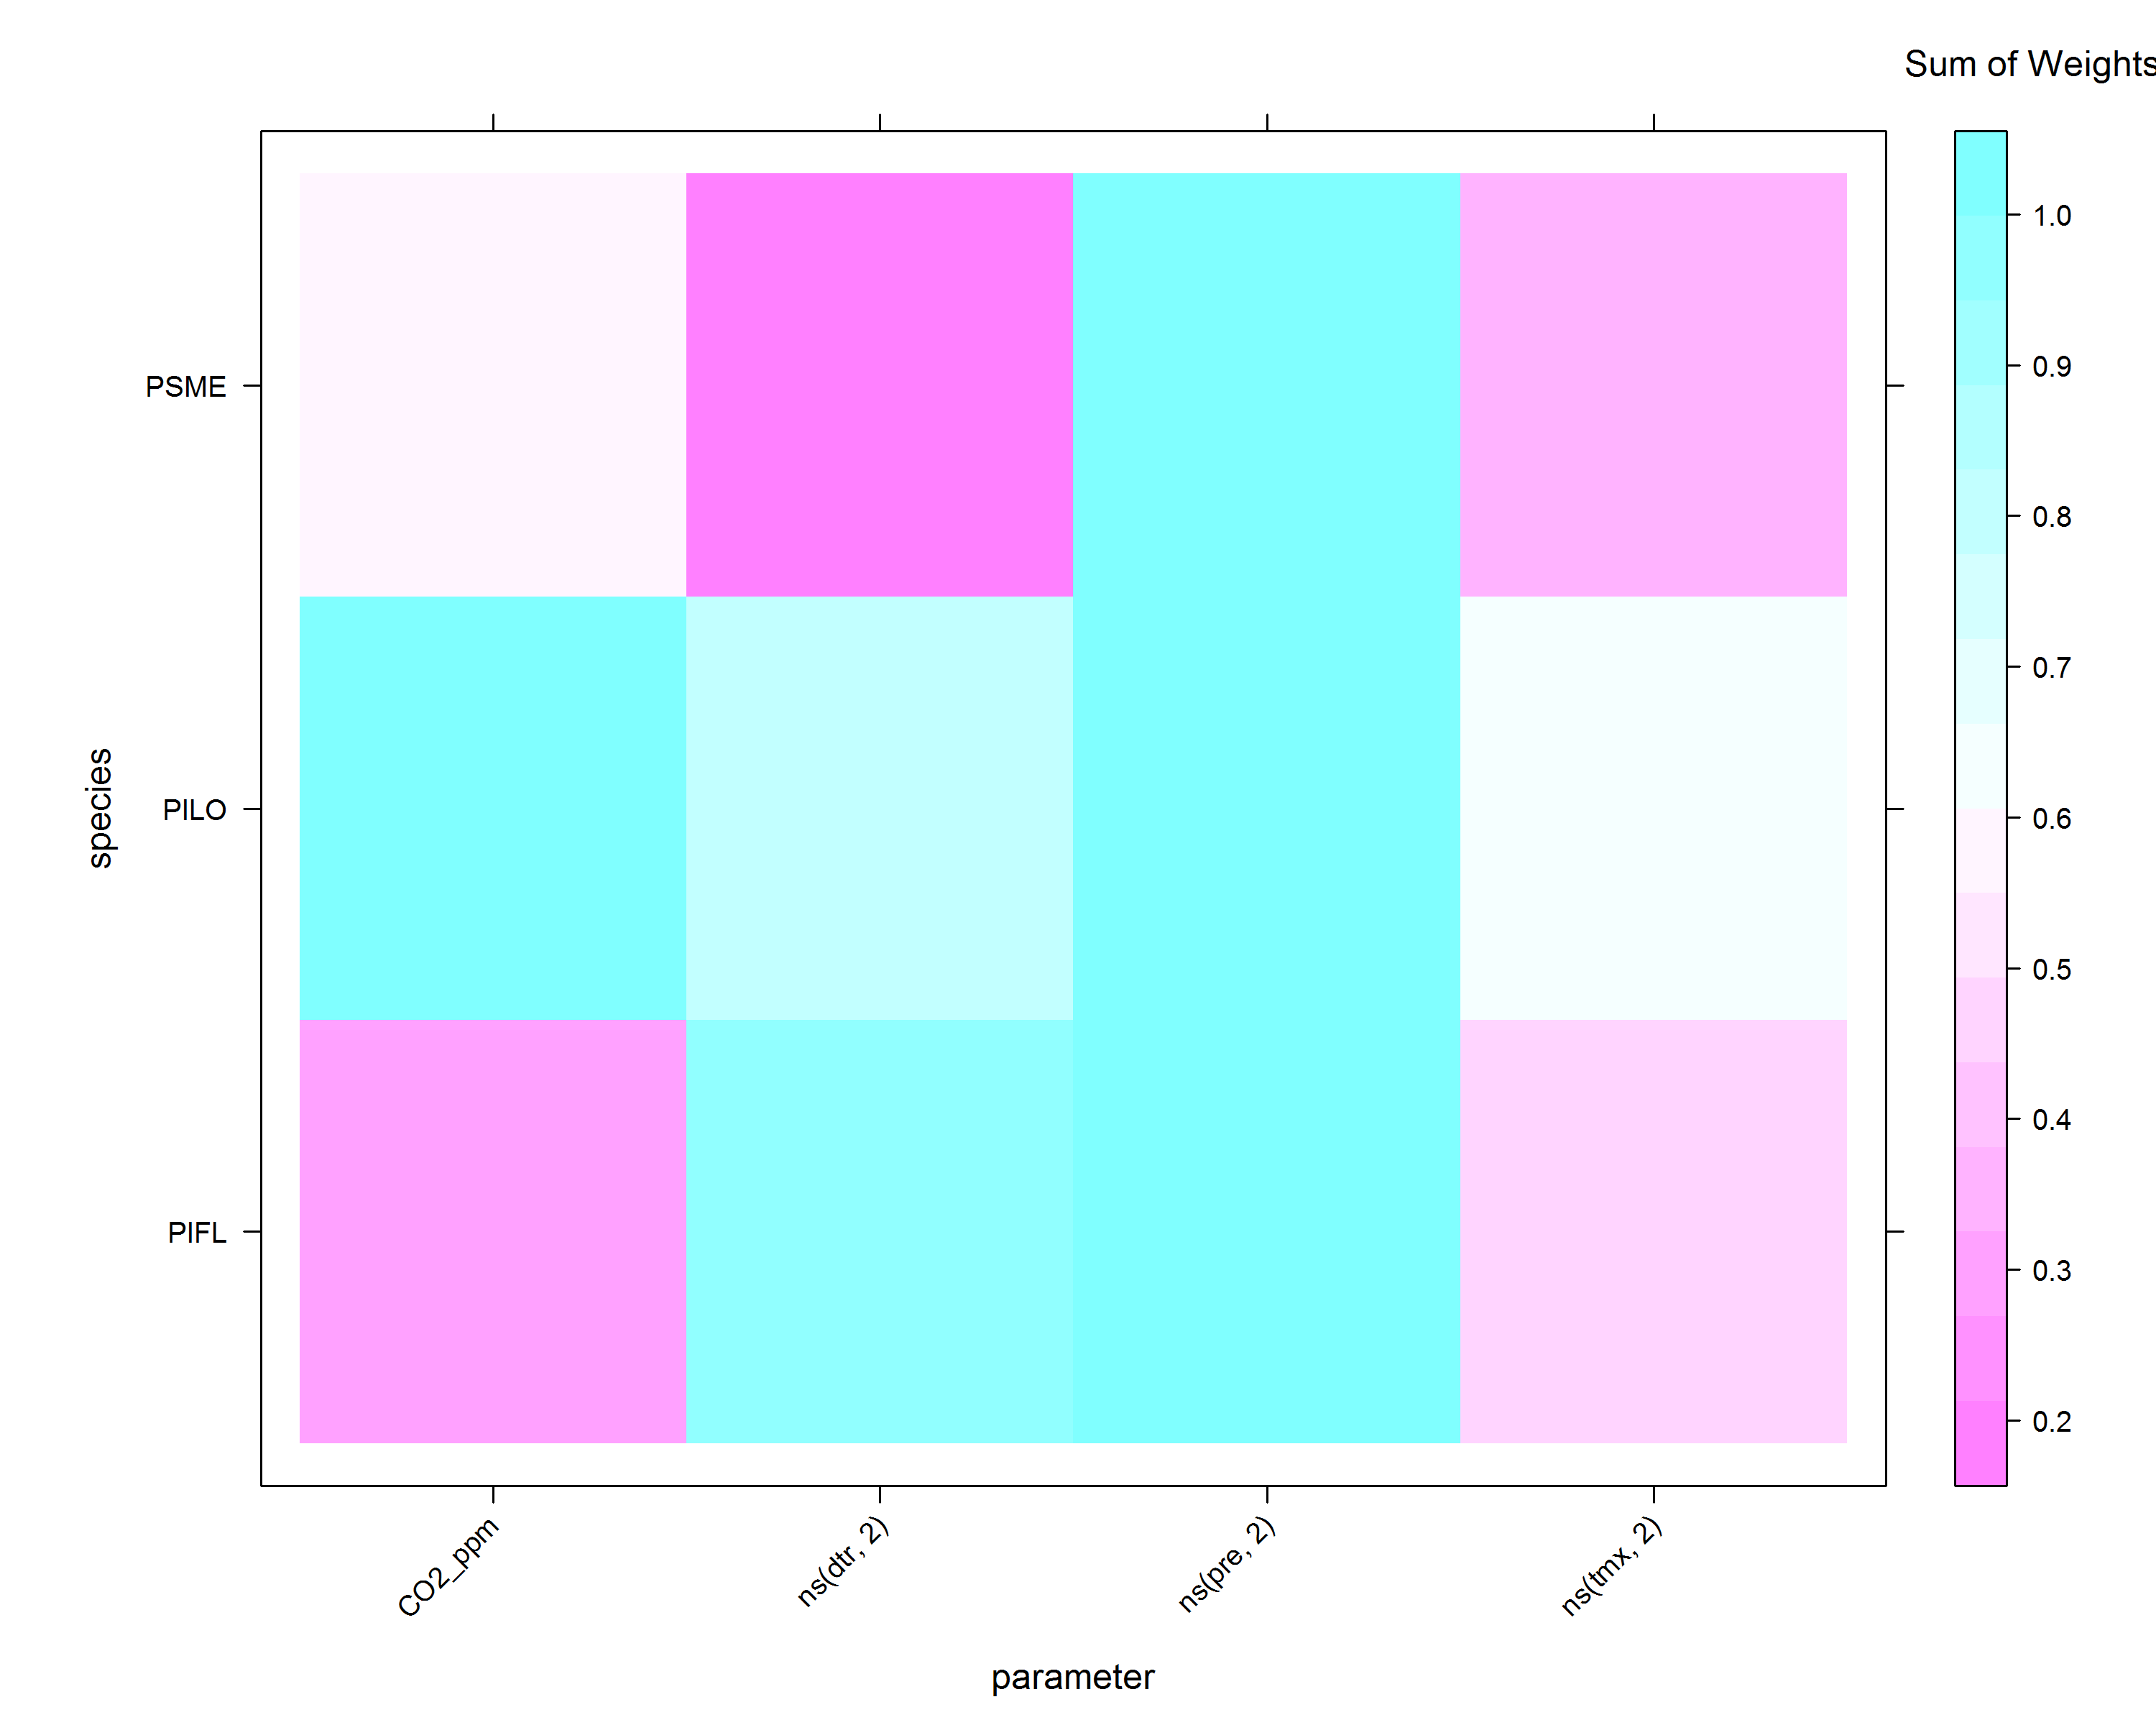 Sum of Weights
1.0
0.9
0.8
0.7
0.6
0.5
0.4
0.3
0.2
PSME
PILO
PIFL
species
CO2_ppm
ns(dtr, 2)
ns(pre, 2)
ns(tmx, 2)
parameter